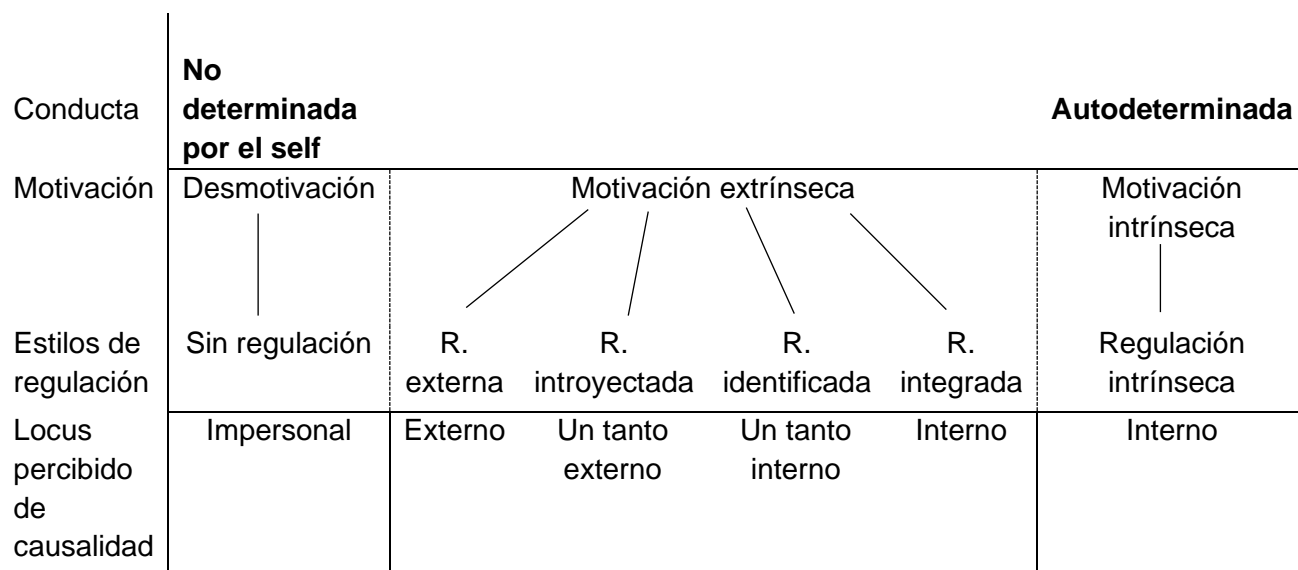 No
Conducta determinada Autodeterminada
por el self
Motivación Desmotivación Motivación extrínseca Motivación
intrínseca
Estilos de Sin regulación R. R. R. R. Regulación
regulación externa introyectada identificada integrada intrínseca
Locus Impersonal Externo Un tanto Un tanto Interno Interno
percibido externo interno
de
causalidad